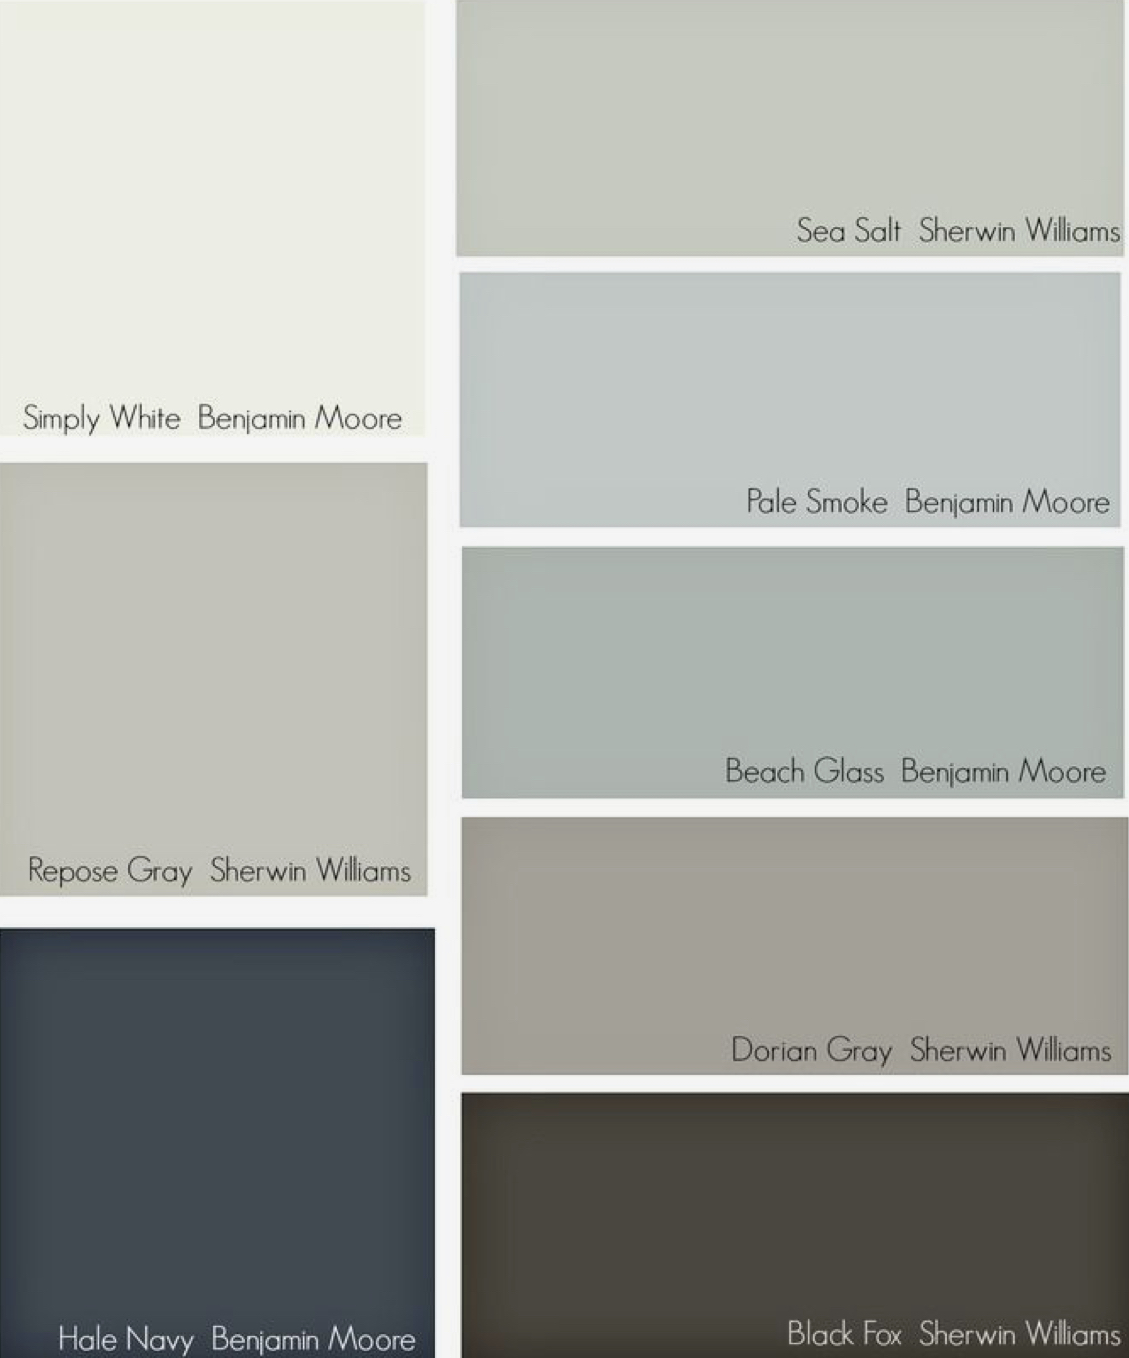 Simply White Benjamin Moore
Repose Gray Sherwin Williams
Hale Navy Benjamin Moore
Sea Salt Sherwin Williams
Pale Smoke Benjamin Moore
Beach Glass Benjamin Moore
Dorian Gray Sherwin Williams
Black Fox Sherwin Williams